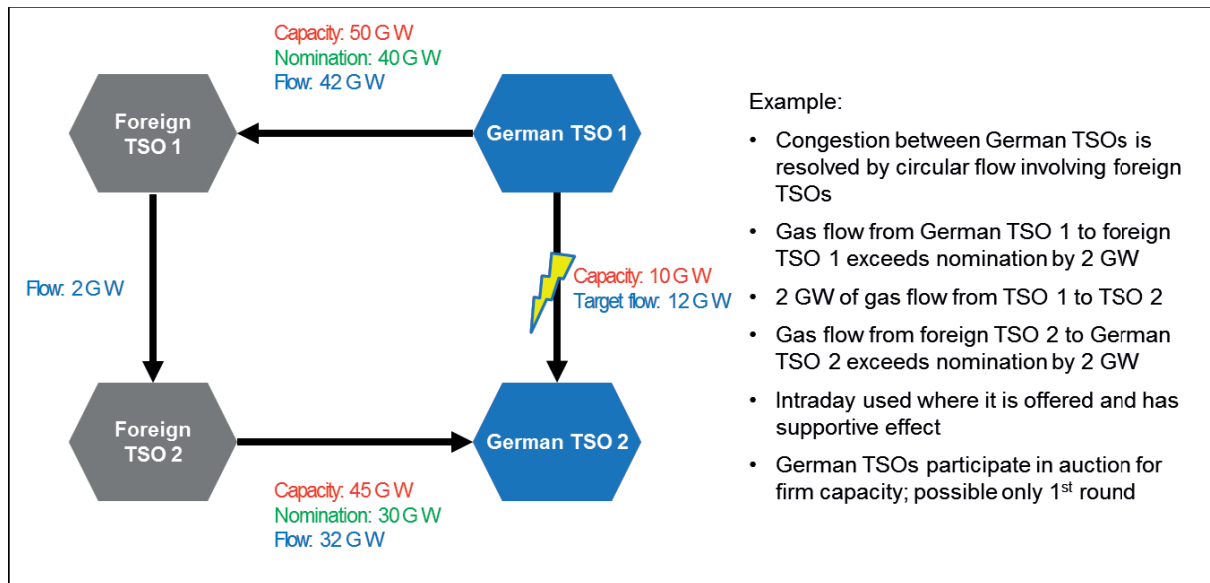 Capacity: 50 GW
Nomination: 40 GW
Flow: 42 GW
Foreign
TSO 1
German TSO 1
Flow: 2 GW
Capacity: 10 GW
Target flow: 12 GW
Foreign
TSO 2
German TSO 2
Capacity: 45 GW
Nomination: 30 GW
Flow: 32 GW
Example:
• Congestion between German TSOs is
resolved by circular flow involving foreign
TSOs
• Gas flow from German TSO 1 to foreign
TSO 1 exceeds nomination by 2 GW
• 2 GW of gas flow from TSO 1 to TSO 2
• Gas flow from foreign TSO 2 to German
TSO 2 exceeds nomination by 2 GW
• Intraday used where it is offered and has
supportive effect
• German TSOs participate in auction for
firm capacity; possible only 1st round